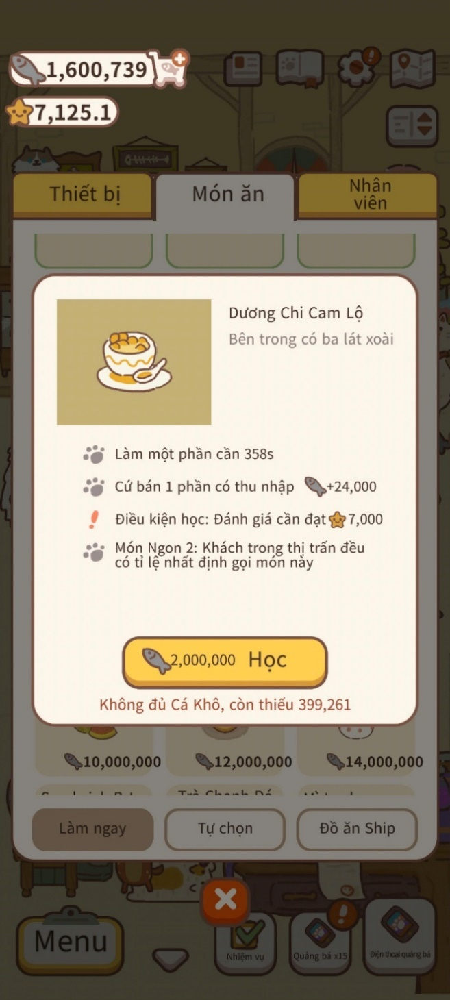 1,600,739
7,125.1
Thiết bị
Món ăn
Nhân
viên
Dương Chi Cam Lộ
Bên trong có ba lát xoài
Làm một phần cần 358s
Cứ bán 1 phần có thu nhập +24,000
Điều kiện học: Đánh giá cần đạt 7,000
Món Ngon 2: Khách trong thị trấn đều
có tỉ lệ nhất định gọi món này
2,000,000 Học
Không đủ Cá Khô, còn thiếu 399,261
10,000,000
12,000,000
14,000,000
Trà Chanh Đá
Làm ngay
Tự chọn
Đồ ăn Ship
Menu
Nhiệm vụ
Quảng bá x15
Điện thoại quảng bá